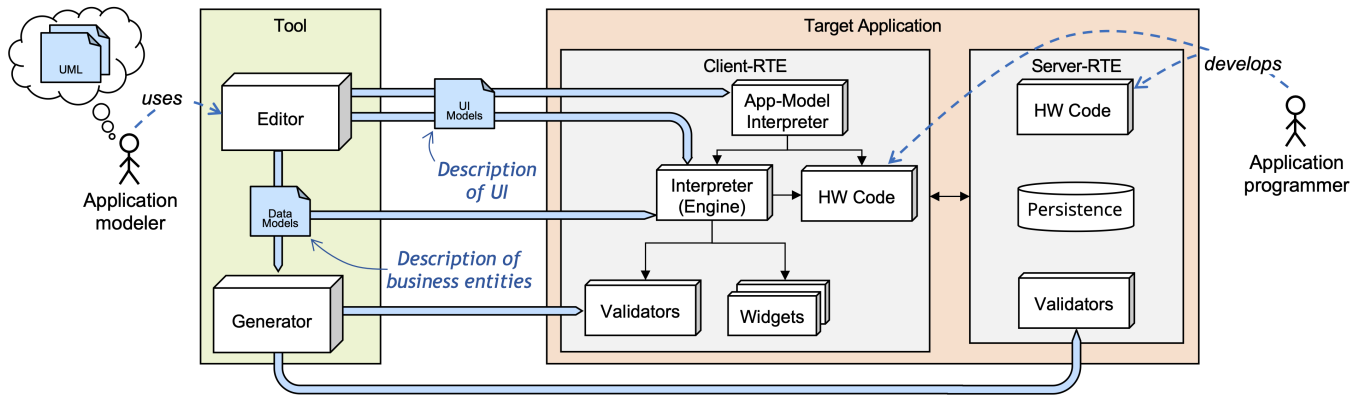 Tool
Target Application
UML
Client-RTE
Server-RTE
uses
develops
Editor
UI
Models
App-Model
Interpreter
HW Code
Application
modeler
Description
of UI
Interpreter
(Engine)
HW Code
Application
programmer
Data
Models
Persistence
Description of
business entities
Generator
Validators
Widgets
Validators